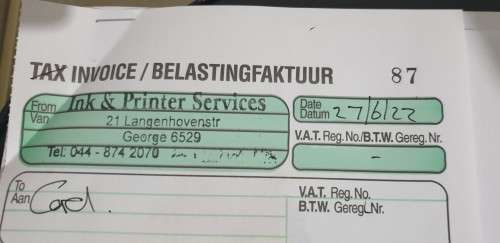 TAX INVOICE / BELASTINGFAKTUUR 87
From
Van
Ink & Printer Services
21 Langenhovenstr
George 6529
Tel: 044 - 874 2070
Date
Datum 27/6/22
V.A.T. Reg. No./B.T.W. Gereg. Nr.
-
To
Aan Carel.
V.A.T. Reg. No.
B.T.W. Gereg. Nr.